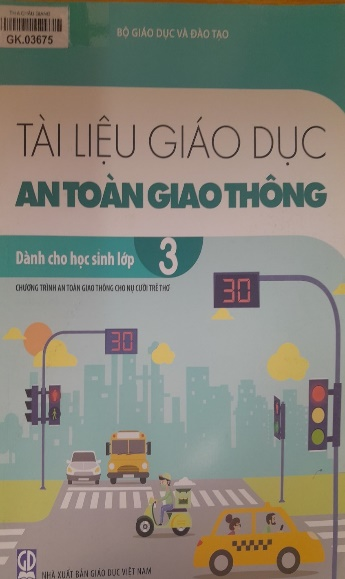 GK.03675
BỘ GIÁO DỤC VÀ ĐÀO TẠO
TÀI LIỆU GIÁO DỤC
AN TOÀN GIAO THÔNG
Dành cho học sinh lớp 3
CHƯƠNG TRÌNH AN TOÀN GIAO THÔNG CHO NỤ CƯỜI TRẺ THƠ
30
30
TAXI
NHÀ XUẤT BẢN GIÁO DỤC VIỆT NAM